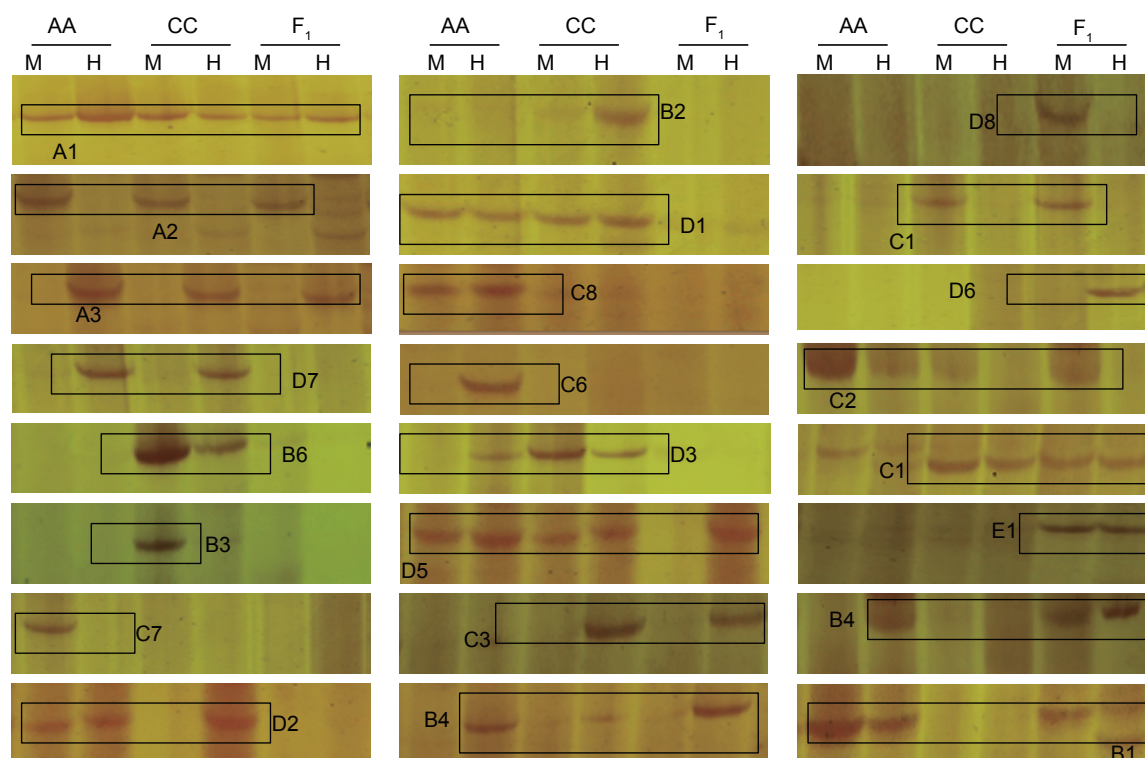 AA CC F1 AA CC F1 AA CC F1
M H M H M H M H M H M H M H M H M H
A1 B2 D8
A2 D1 C1
A3 C8 D6
D7 C6 C2
B6 D3 C1
B3 D5 E1
C7 C3 B4
D2 B4 B1